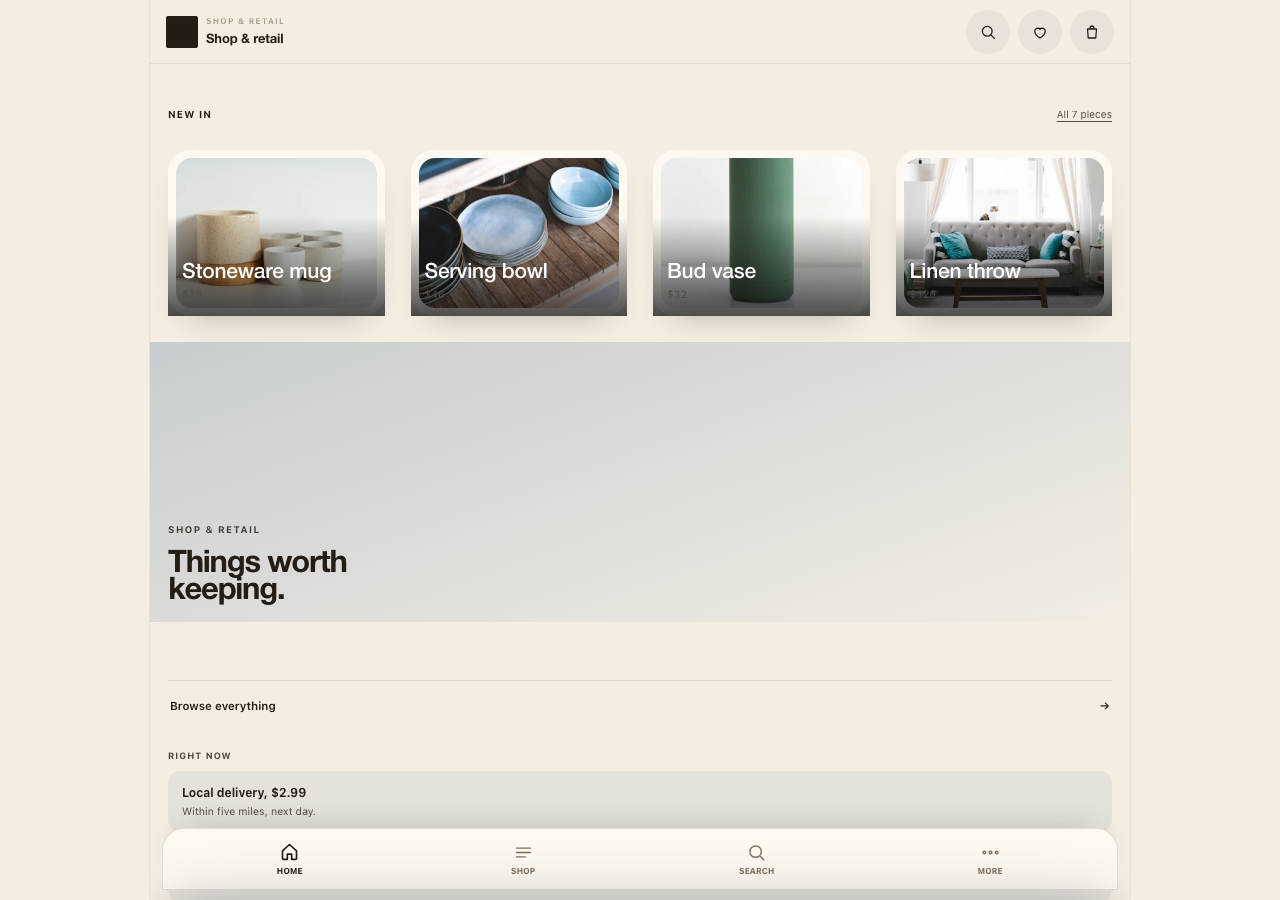 SHOP & RETAIL
Shop & retail
NEW IN
All 7 pieces
Stoneware mug
Serving bowl
Bud vase
$32
Linen throw
SHOP & RETAIL
Things worth
keeping.
Browse everything
RIGHT NOW
Local delivery, $2.99
Within five miles, next day.
HOME
SHOP
SEARCH
MORE